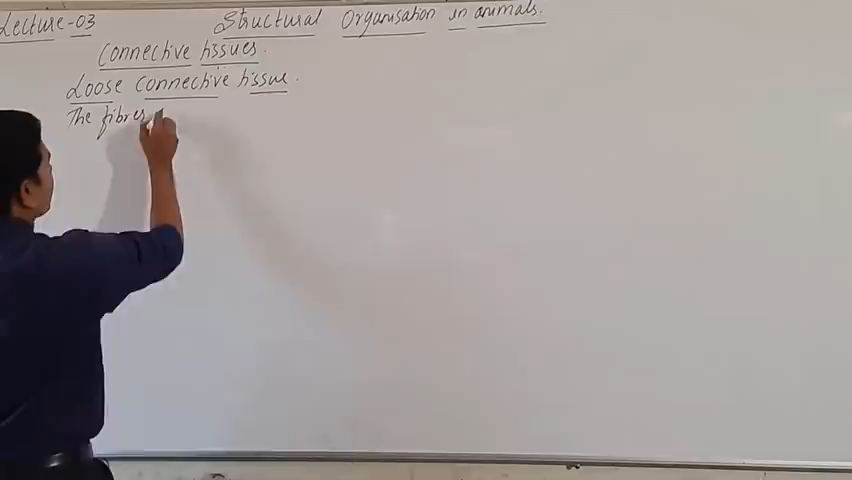 Lecture-03 Structural Organisation in animals.
Connective tissues.
Loose connective tissue.
The fibres